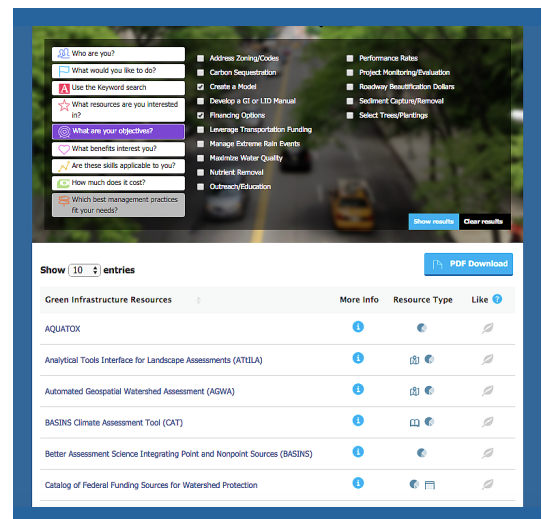 Who are you?
What would you like to do?
Use the Keyword search
What resources are you interested
in?
What are your objectives?
What benefits interest you?
Are these skills applicable to you?
How much does it cost?
Which best management practices
fit your needs?
Address Zoning/Codes
Carbon Sequestration
Create a Model
Develop a GI or LID Manual
Financing Options
Leverage Transportation Funding
Manage Extreme Rain Events
Maximize Water Quality
Nutrient Removal
Outreach/Education
Performance Rates
Project Monitoring/Evaluation
Roadway Beautification Dollars
Sediment Capture/Removal
Select Trees/Plantings
Show results Clear results
Show 10 entries
PDF Download
Green Infrastructure Resources More Info Resource Type Like ?
AQUATOX
Analytical Tools Interface for Landscape Assessments (ATtILA)
Automated Geospatial Watershed Assessment (AGWA)
BASINS Climate Assessment Tool (CAT)
Better Assessment Science Integrating Point and Nonpoint Sources (BASINS)
Catalog of Federal Funding Sources for Watershed Protection